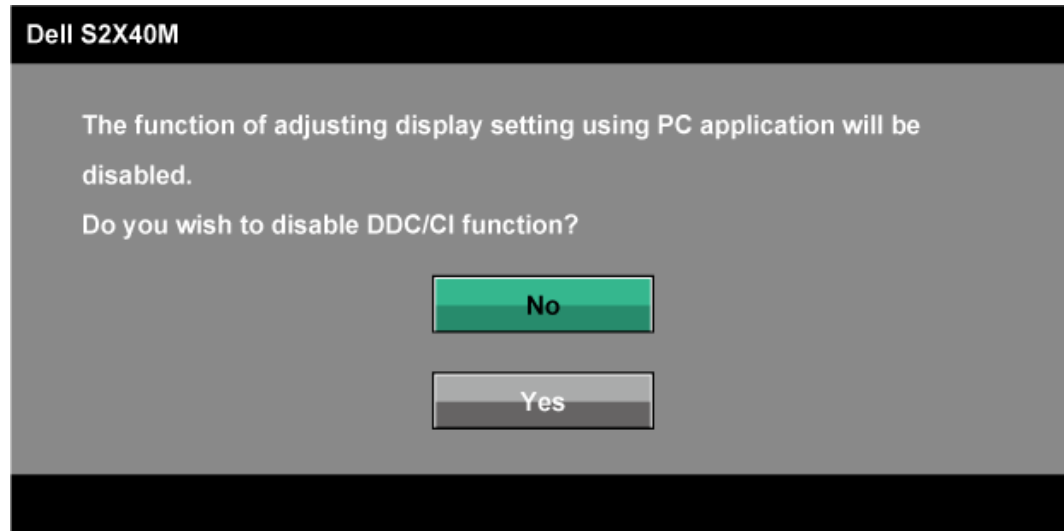 Dell S2X40M
The function of adjusting display setting using PC application will be
disabled.
Do you wish to disable DDC/CI function?
No
Yes